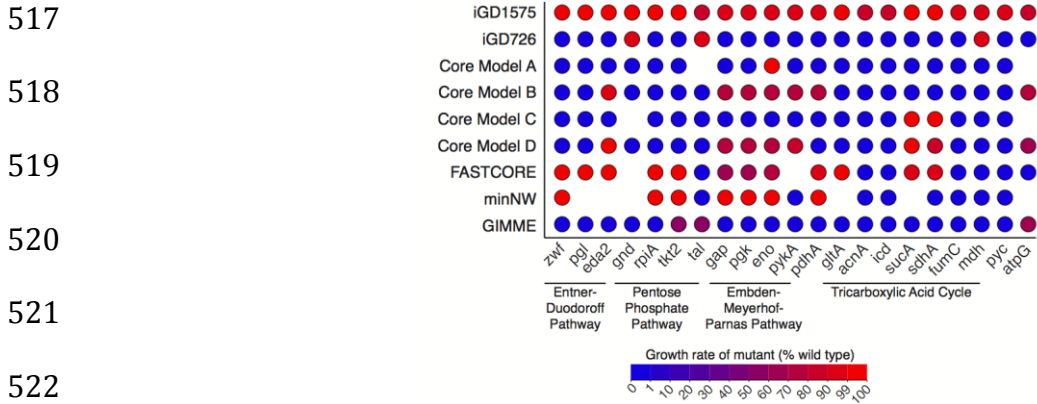 517
iGD1575
iGD726
Core Model A
518
Core Model B
Core Model C
Core Model D
519
FASTCORE
minNW
520
GIMME
zwf pgl eda2 gnd rpiA tkt2 tal gap pgk eno pykA pdhA gltA acnA icd sucA sdhA fumC mdh pyc atpG
521
Entner- Pentose Embden- Tricarboxylic Acid Cycle
Duodoroff Phosphate Meyerhof-
Pathway Pathway Parnas Pathway
Growth rate of mutant (% wild type)
522
0 1 10 20 30 40 50 60 70 80 90 99 100